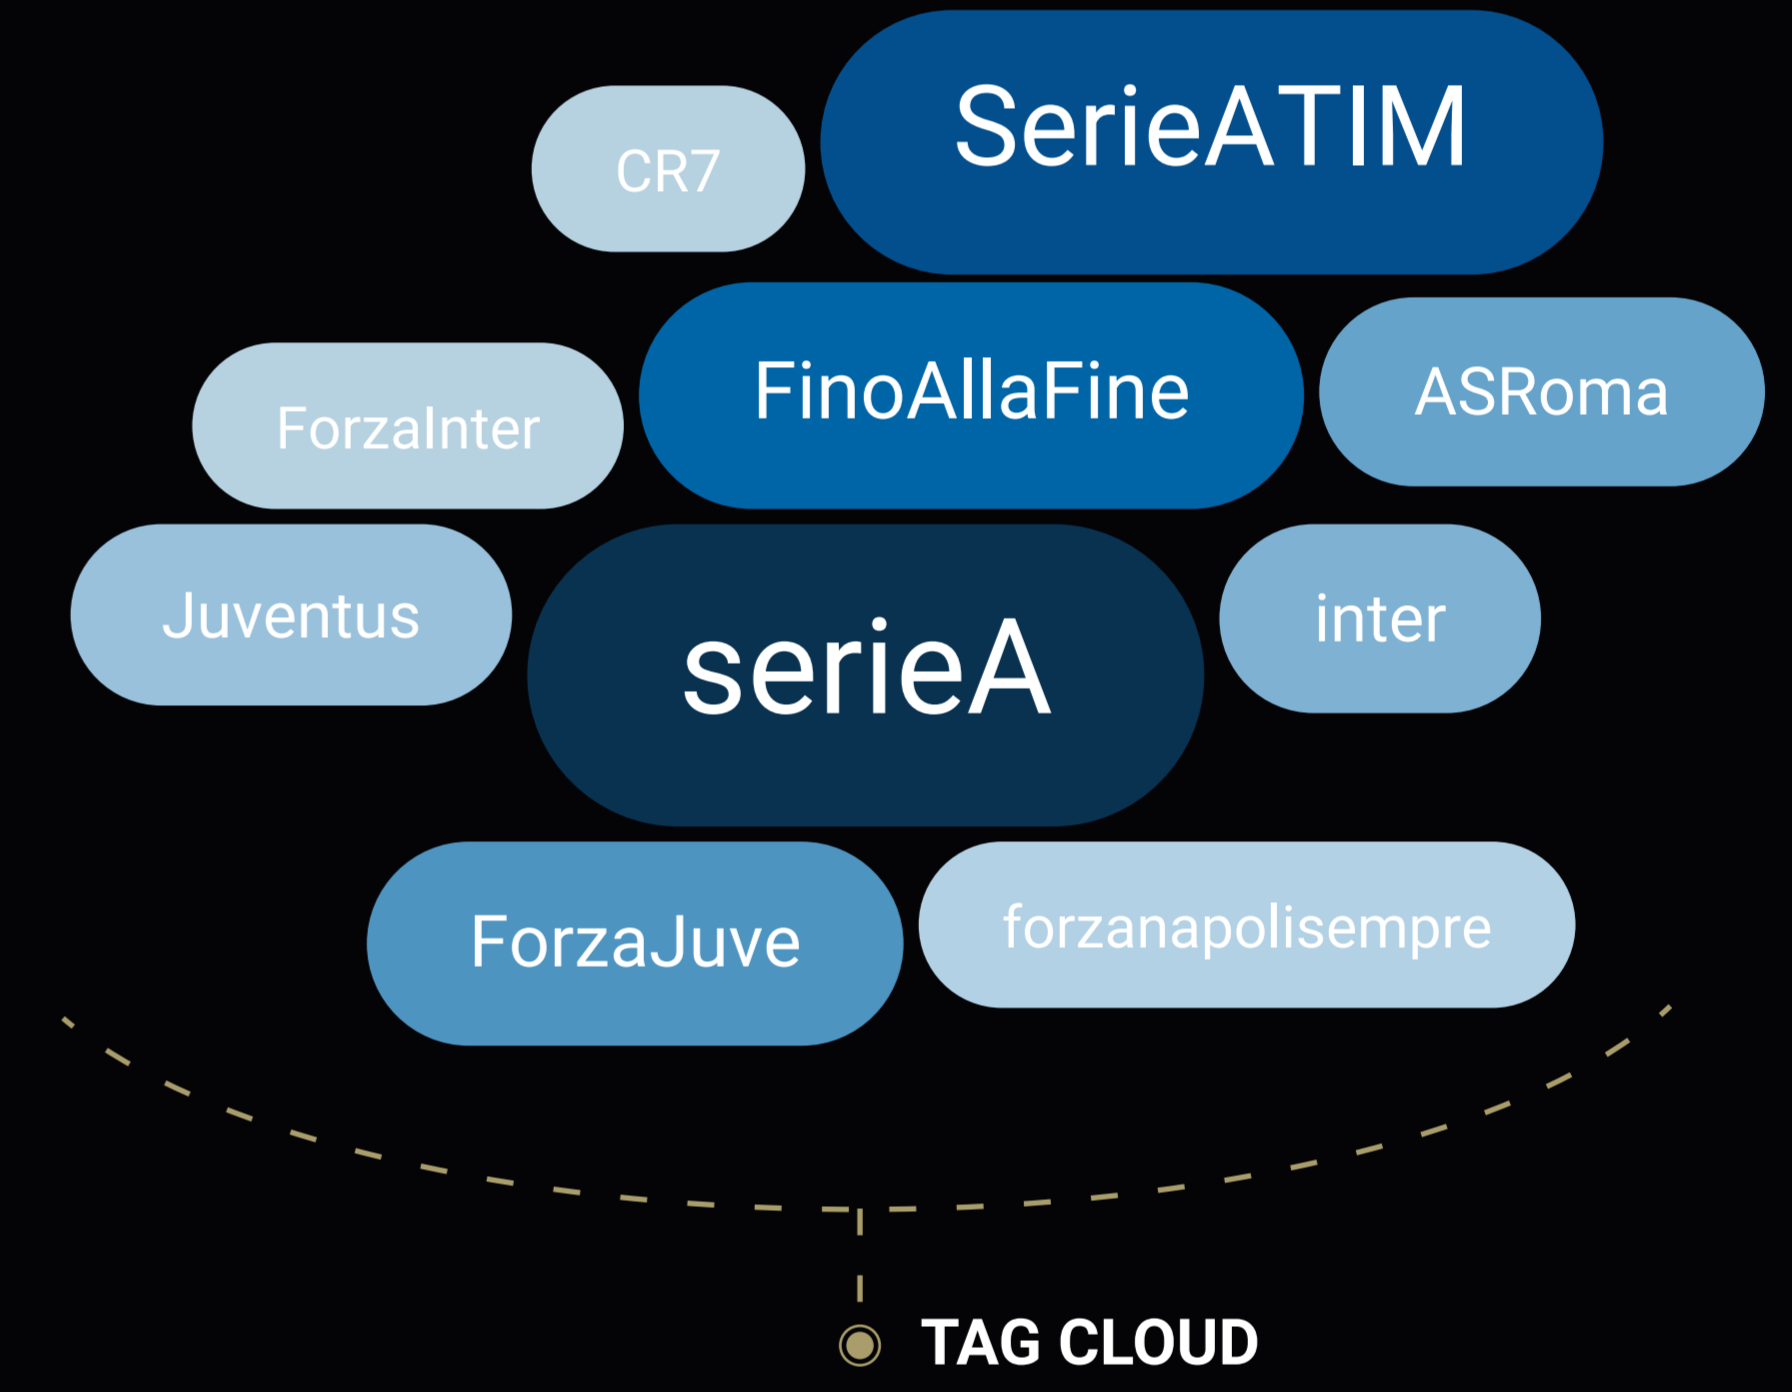 SerieATIM
CR7
FinoAllaFine
ASRoma
ForzaInter
Juventus
serieA
inter
ForzaJuve
forzanapolisempre
TAG CLOUD